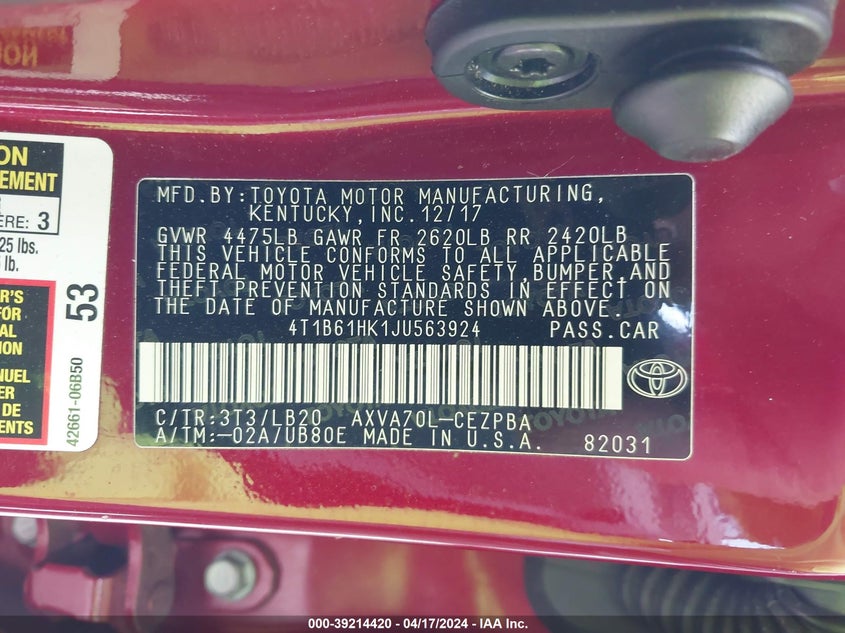 ION
EMENT
ERE: 3
25 lbs.
lb.
53
R'S
FOR
AL
ION
NUEL
ER
DE
ENTS
42661-06B50
MFD.BY:TOYOTA MOTOR MANUFACTURING,
KENTUCKY,INC.12/17
GVWR 4475LB GAWR FR 2620LB RR 2420LB
THIS VEHICLE CONFORMS TO ALL APPLICABLE
FEDERAL MOTOR VEHICLE SAFETY,BUMPER,AND
THEFT PREVENTION STANDARDS IN EFFECT ON
THE DATE OF MANUFACTURE SHOWN ABOVE.
4T1B61HK1JU563924 PASS.CAR
C/TR:3T3/LB20 AXVA70L-CEZPBA
A/TM:-02A/UB80E MADE IN U.S.A. 82031
000-39214420 - 04/17/2024 - IAA Inc.